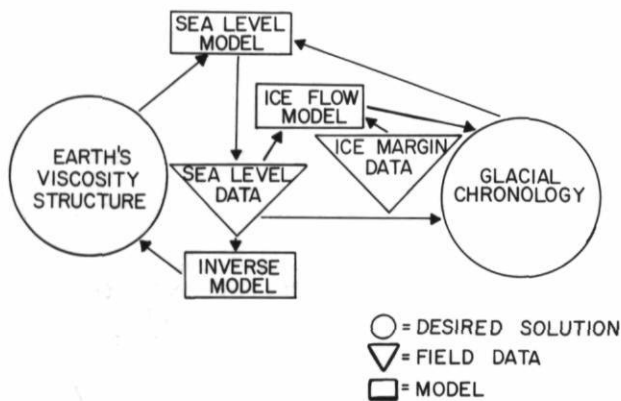 SEA LEVEL
MODEL
ICE FLOW
MODEL
EARTH'S
VISCOSITY
STRUCTURE
SEA LEVEL
DATA
ICE MARGIN
DATA
GLACIAL
CHRONOLOGY
INVERSE
MODEL
= DESIRED SOLUTION
= FIELD DATA
= MODEL